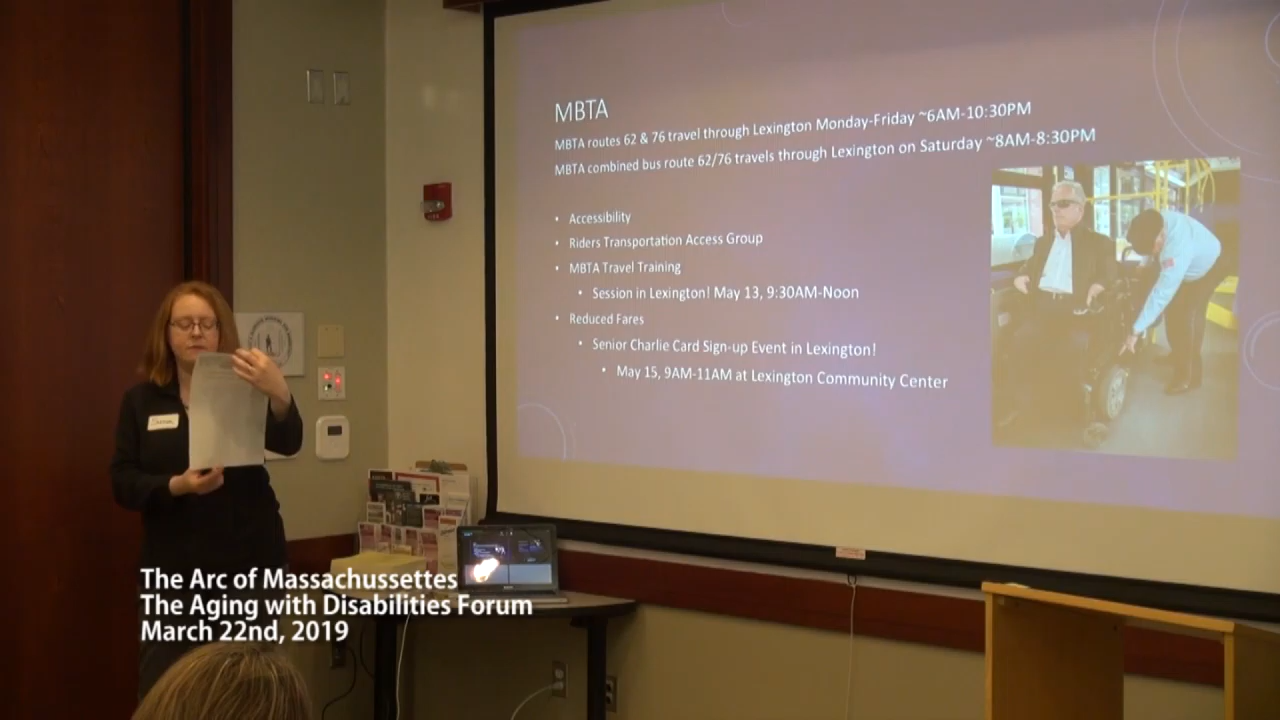 MBTA
MBTA routes 62 & 76 travel through Lexington Monday-Friday ~6AM-10:30PM
MBTA combined bus route 62/76 travels through Lexington on Saturday ~8AM-8:30PM
• Accessibility
• Riders Transportation Access Group
• MBTA Travel Training
• Session in Lexington! May 13, 9:30AM-Noon
• Reduced Fares
• Senior Charlie Card Sign-up Event in Lexington!
• May 15, 9AM-11AM at Lexington Community Center
The Arc of Massachussettes
The Aging with Disabilities Forum
March 22nd, 2019